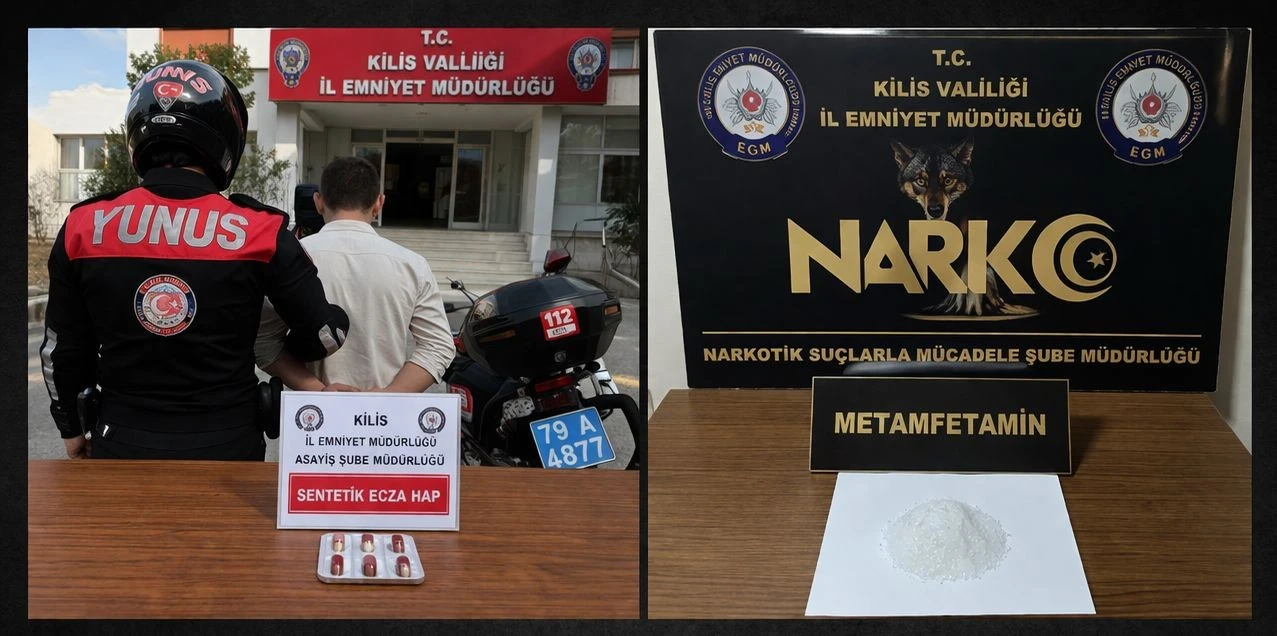 T.C.
KİLİS VALLİİĞİ
İL EMNİYET MÜDÜRLÜĞÜ
YUNUS
YUNUS
112
79 A
4877
KİLİS
İL EMNİYET MÜDÜRLÜĞÜ
ASAYİŞ ŞUBE MÜDÜRLÜĞÜ
SENTETİK ECZA HAP
T.C.
KİLİS VALİLİĞİ
İL EMNİYET MÜDÜRLÜĞÜ
EGM
EGM
NARKO
NARKOTİK SUÇLARLA MÜCADELE ŞUBE MÜDÜRLÜĞÜ
METAMFETAMİN